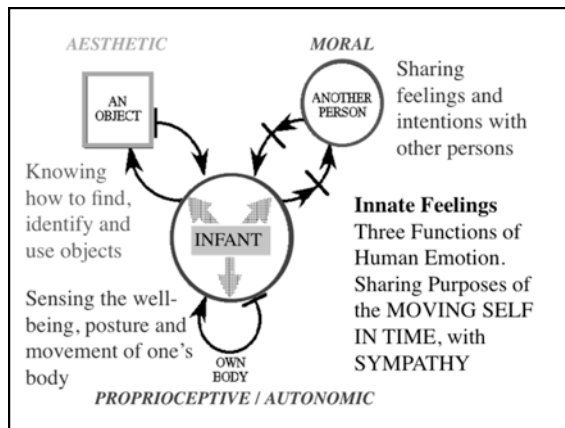 AESTHETIC
MORAL
AN
OBJECT
ANOTHER
PERSON
Sharing
feelings and
intentions with
other persons
Knowing
how to find,
identify and
use objects
INFANT
Innate Feelings
Three Functions of
Human Emotion.
Sharing Purposes of
the MOVING SELF
IN TIME, with
SYMPATHY
Sensing the well-
being, posture and
movement of one's
body
OWN
BODY
PROPRIOCEPTIVE / AUTONOMIC